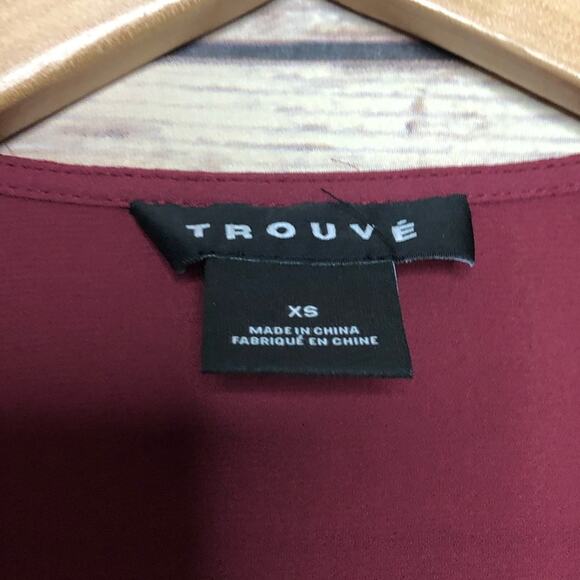 TROUVÉ
XS
MADE IN CHINA
FABRIQUÉ EN CHINE